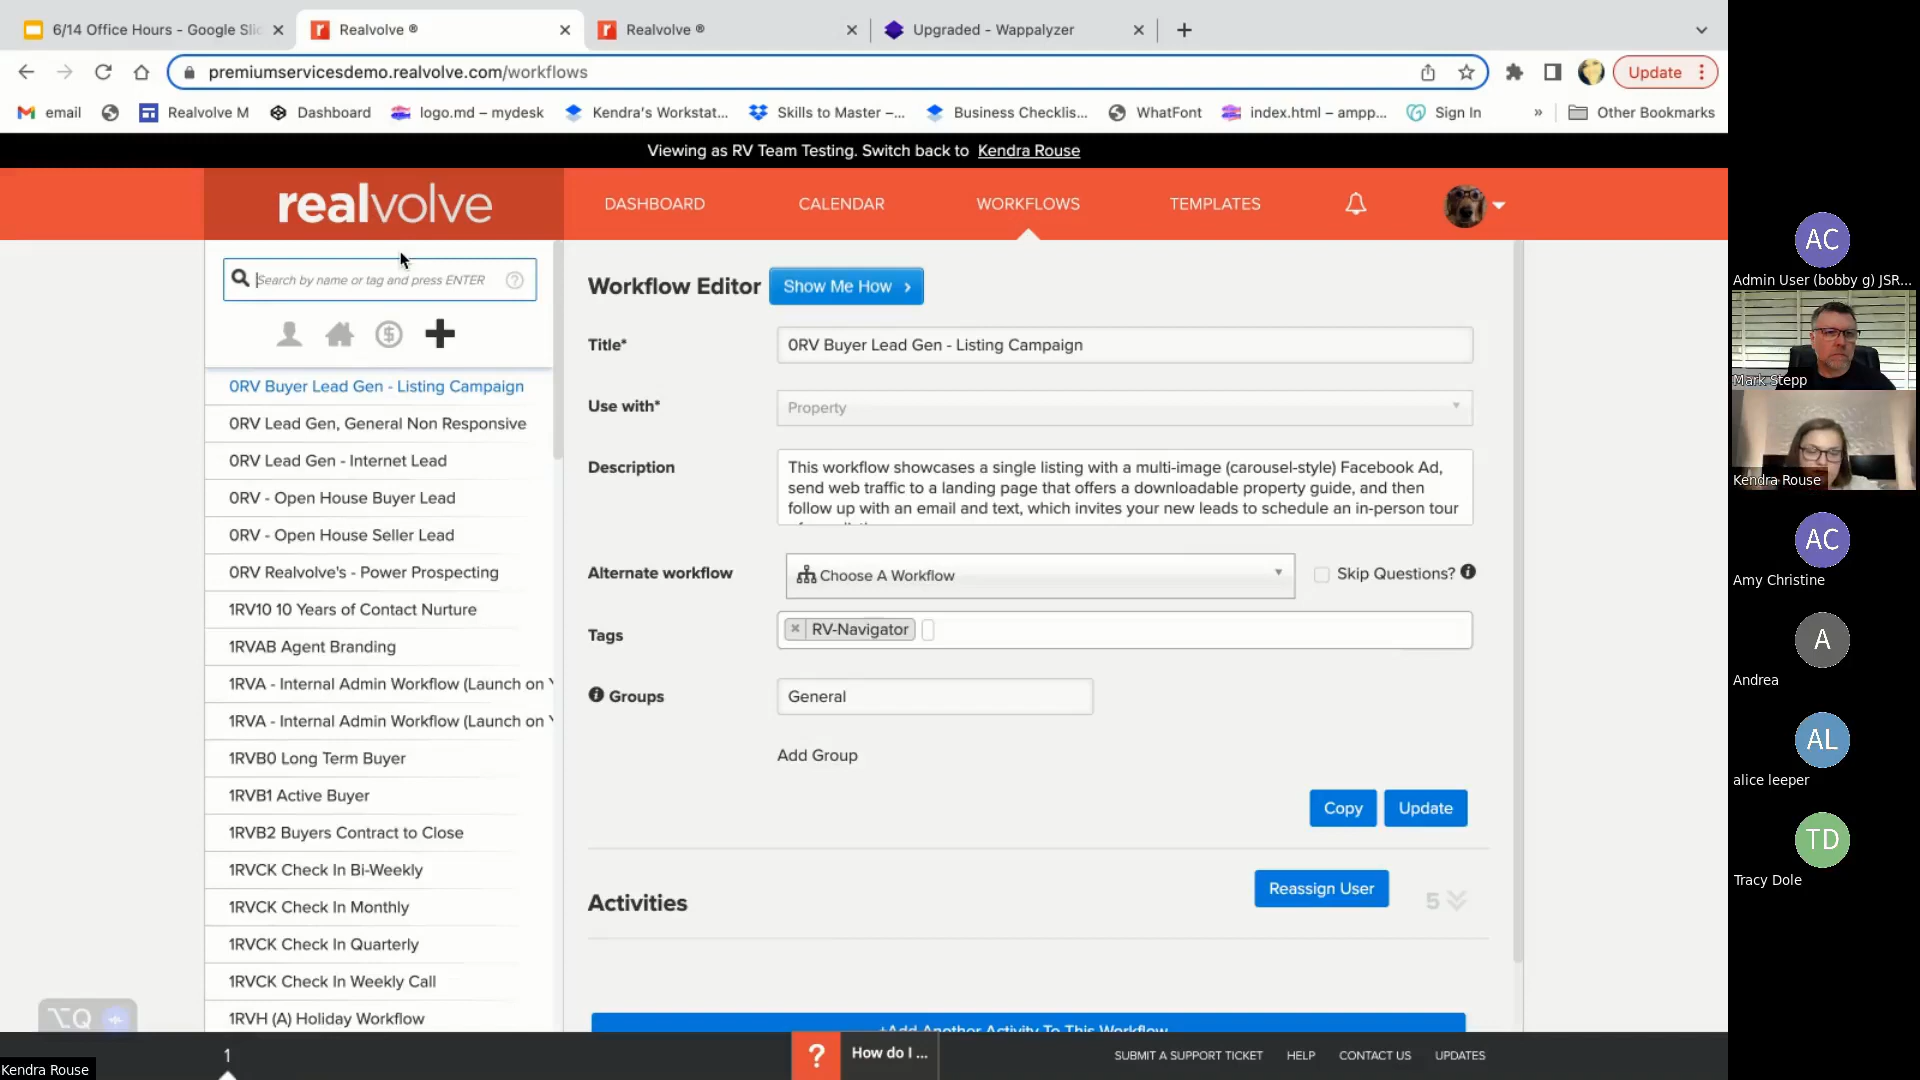 6/14 Office Hours - Google Slic
Realvolve ®
Realvolve ®
Upgraded - Wappalyzer
premiumservicesdemo.realvolve.com/workflows
Update
email
Realvolve M
Dashboard
logo.md – mydesk
Kendra's Workstat...
Skills to Master –...
Business Checklis...
WhatFont
index.html – ampp...
Sign In
»
Other Bookmarks
Viewing as RV Team Testing. Switch back to Kendra Rouse
realvolve
DASHBOARD
CALENDAR
WORKFLOWS
TEMPLATES
Search by name or tag and press ENTER
0RV Buyer Lead Gen - Listing Campaign
0RV Lead Gen, General Non Responsive
0RV Lead Gen - Internet Lead
0RV - Open House Buyer Lead
0RV - Open House Seller Lead
0RV Realvolve's - Power Prospecting
1RV10 10 Years of Contact Nurture
1RVAB Agent Branding
1RVA - Internal Admin Workflow (Launch on Y
1RVA - Internal Admin Workflow (Launch on Y
1RVB0 Long Term Buyer
1RVB1 Active Buyer
1RVB2 Buyers Contract to Close
1RVCK Check In Bi-Weekly
1RVCK Check In Monthly
1RVCK Check In Quarterly
1RVCK Check In Weekly Call
1RVH (A) Holiday Workflow
Workflow Editor
Show Me How ›
Title*
0RV Buyer Lead Gen - Listing Campaign
Use with*
Property
Description
This workflow showcases a single listing with a multi-image (carousel-style) Facebook Ad,
send web traffic to a landing page that offers a downloadable property guide, and then
follow up with an email and text, which invites your new leads to schedule an in-person tour
Alternate workflow
Choose A Workflow
Skip Questions?
Tags
× RV-Navigator
Groups
General
Add Group
Copy
Update
Activities
Reassign User
5
+Add Another Activity To This Workflow
⌥Q
1
? How do I ...
SUBMIT A SUPPORT TICKET
HELP
CONTACT US
UPDATES
Kendra Rouse
AC
Admin User (bobby g) JSR...
Mark Stepp
Kendra Rouse
AC
Amy Christine
A
Andrea
AL
alice leeper
TD
Tracy Dole